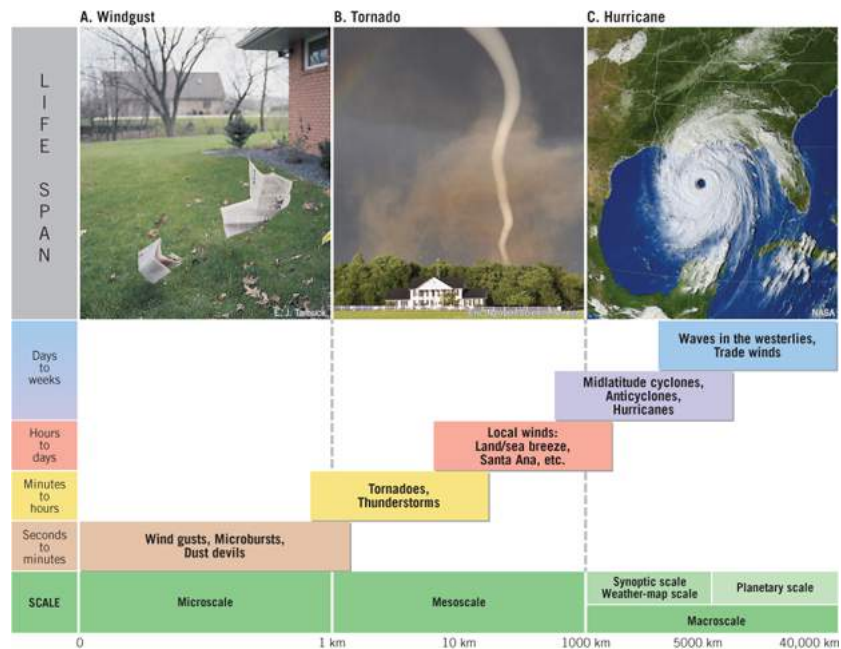 A. Windgust
B. Tornado
C. Hurricane
LIFE SPAN
E. J. Tarbuck
NASA
Days
to
weeks
Waves in the westerlies,
Trade winds
Midlatitude cyclones,
Anticyclones,
Hurricanes
Hours
to
days
Local winds:
Land/sea breeze,
Santa Ana, etc.
Minutes
to
hours
Tornadoes,
Thunderstorms
Seconds
to
minutes
Wind gusts, Microbursts,
Dust devils
SCALE
Microscale
Mesoscale
Synoptic scale
Weather-map scale
Planetary scale
Macroscale
0
1 km
10 km
1000 km
5000 km
40,000 km